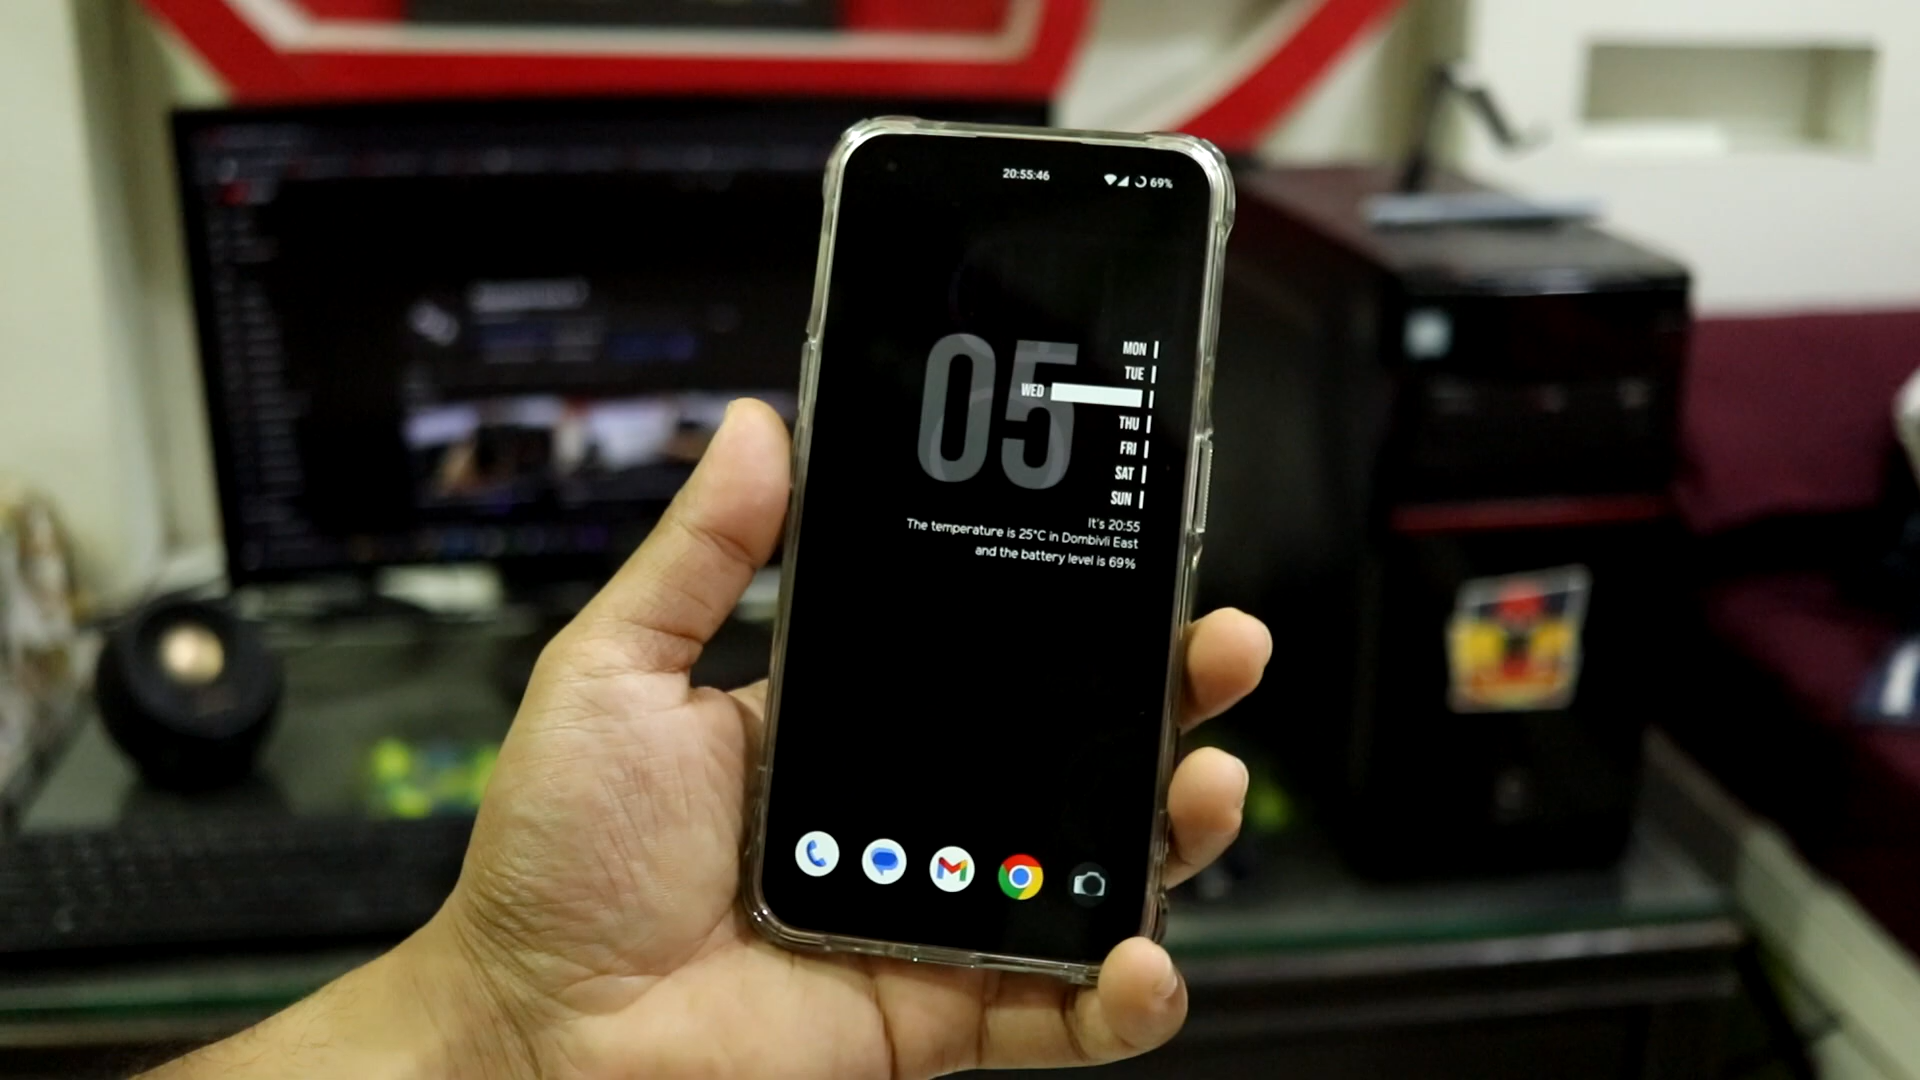 20:55:46
69%
05
MON
TUE
WED
THU
FRI
SAT
SUN
It's 20:55
The temperature is 25°C in Dombivli East
and the battery level is 69%